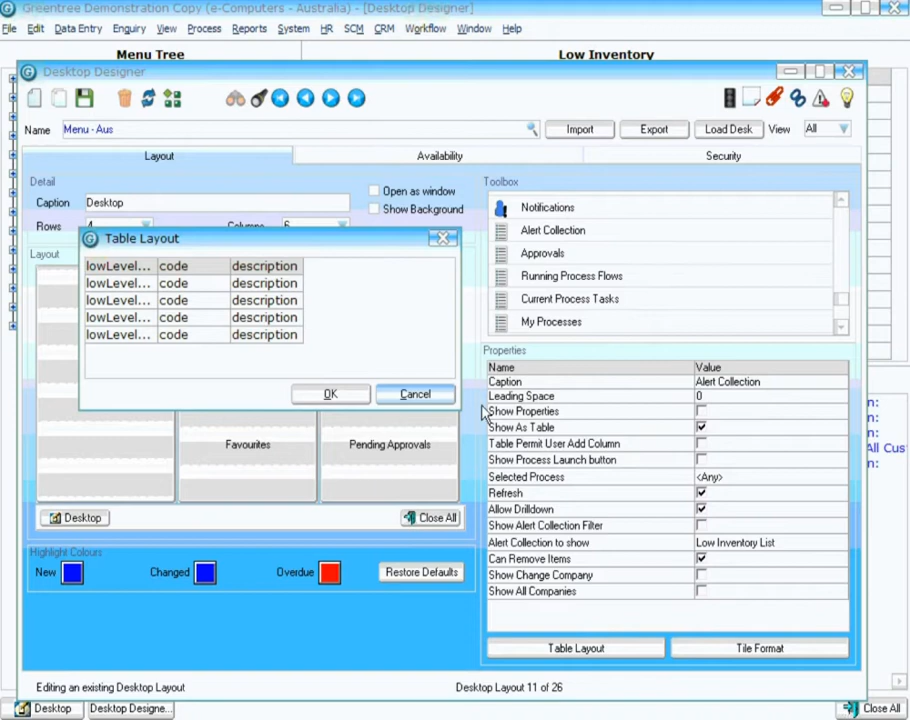 Greentree Demonstration Copy (e-Computers - Australia) - [Desktop Designer]
File Edit Data Entry Enquiry View Process Reports System HR SCM CRM Workflow Window Help
Menu Tree Low Inventory
Desktop Designer
Name Menu - Aus Import Export Load Desk View All
Layout Availability Security
Detail
Caption Desktop
Open as window
Show Background
Rows 4 Columns 6
Layout
Table Layout
lowLevel... code description
lowLevel... code description
lowLevel... code description
lowLevel... code description
lowLevel... code description
OK Cancel
Favourites Pending Approvals
Desktop Close All
Highlight Colours
New Changed Overdue Restore Defaults
Toolbox
Notifications
Alert Collection
Approvals
Running Process Flows
Current Process Tasks
My Processes
Properties
Name Value
Caption Alert Collection
Leading Space 0
Show Properties
Show As Table
Table Permit User Add Column
Show Process Launch button
Selected Process <Any>
Refresh
Allow Drilldown
Show Alert Collection Filter
Alert Collection to show Low Inventory List
Can Remove Items
Show Change Company
Show All Companies
Table Layout Tile Format
n:
n:
n:
All Cus
n:
Editing an existing Desktop Layout Desktop Layout 11 of 26
Desktop Desktop Designe... Close All